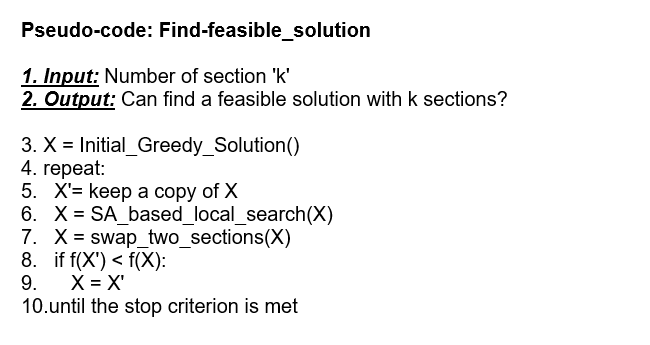 Pseudo-code: Find-feasible_solution
1. Input: Number of section 'k'
2. Output: Can find a feasible solution with k sections?
3. X = Initial_Greedy_Solution()
4. repeat:
5. X'= keep a copy of X
6. X = SA_based_local_search(X)
7. X = swap_two_sections(X)
8. if f(X') < f(X):
9. X = X'
10.until the stop criterion is met